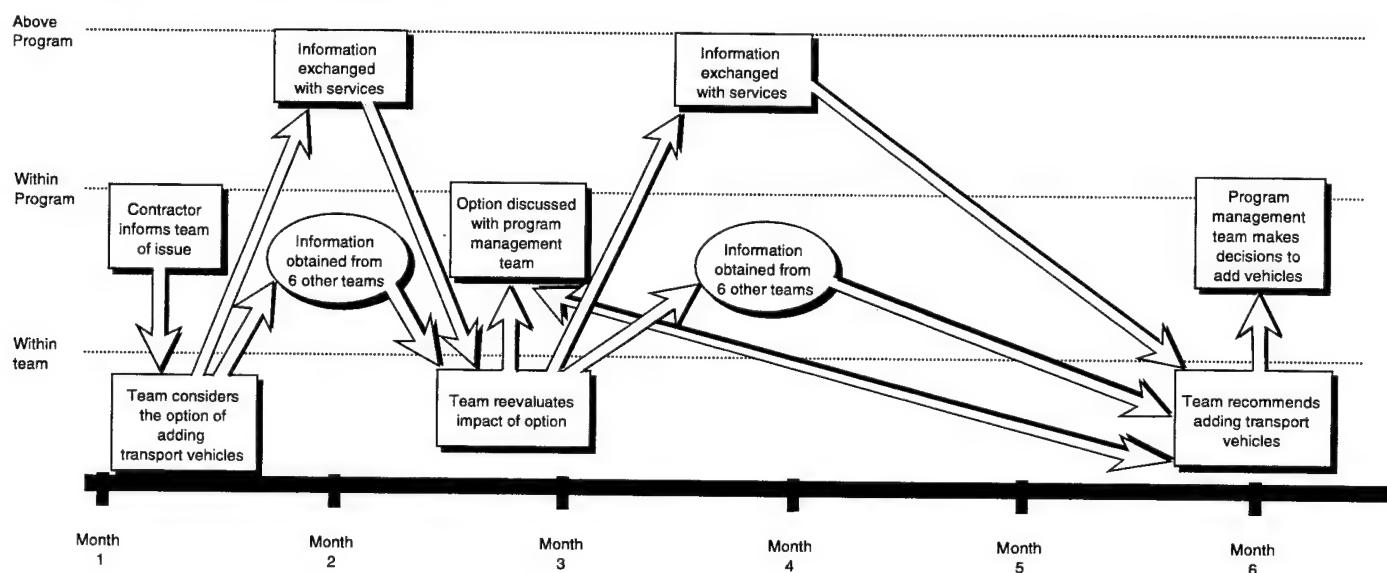 Above
Program
Information
exchanged
with services
Information
exchanged
with services
Within
Program
Contractor
informs team
of issue
Option discussed
with program
management
team
Program
management
team makes
decisions to
add vehicles
Information
obtained from
6 other teams
Information
obtained from
6 other teams
Within
team
Team considers
the option of
adding
transport vehicles
Team reevaluates
impact of option
Team recommends
adding transport
vehicles
Month
1
Month
2
Month
3
Month
4
Month
5
Month
6